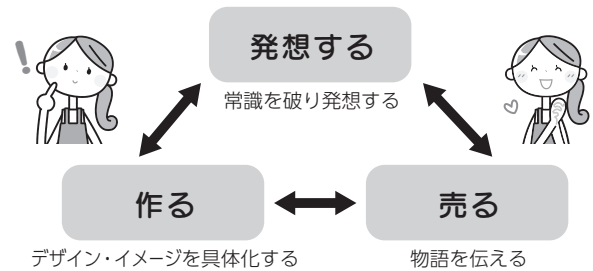 !
発想する
常識を破り発想する
作る
売る
デザイン・イメージを具体化する
物語を伝える